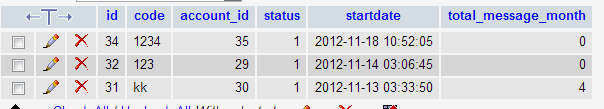 id code account_id status startdate total_message_month
34 1234 35 1 2012-11-18 10:52:05 0
32 123 29 1 2012-11-14 03:06:45 0
31 kk 30 1 2012-11-13 03:33:50 4